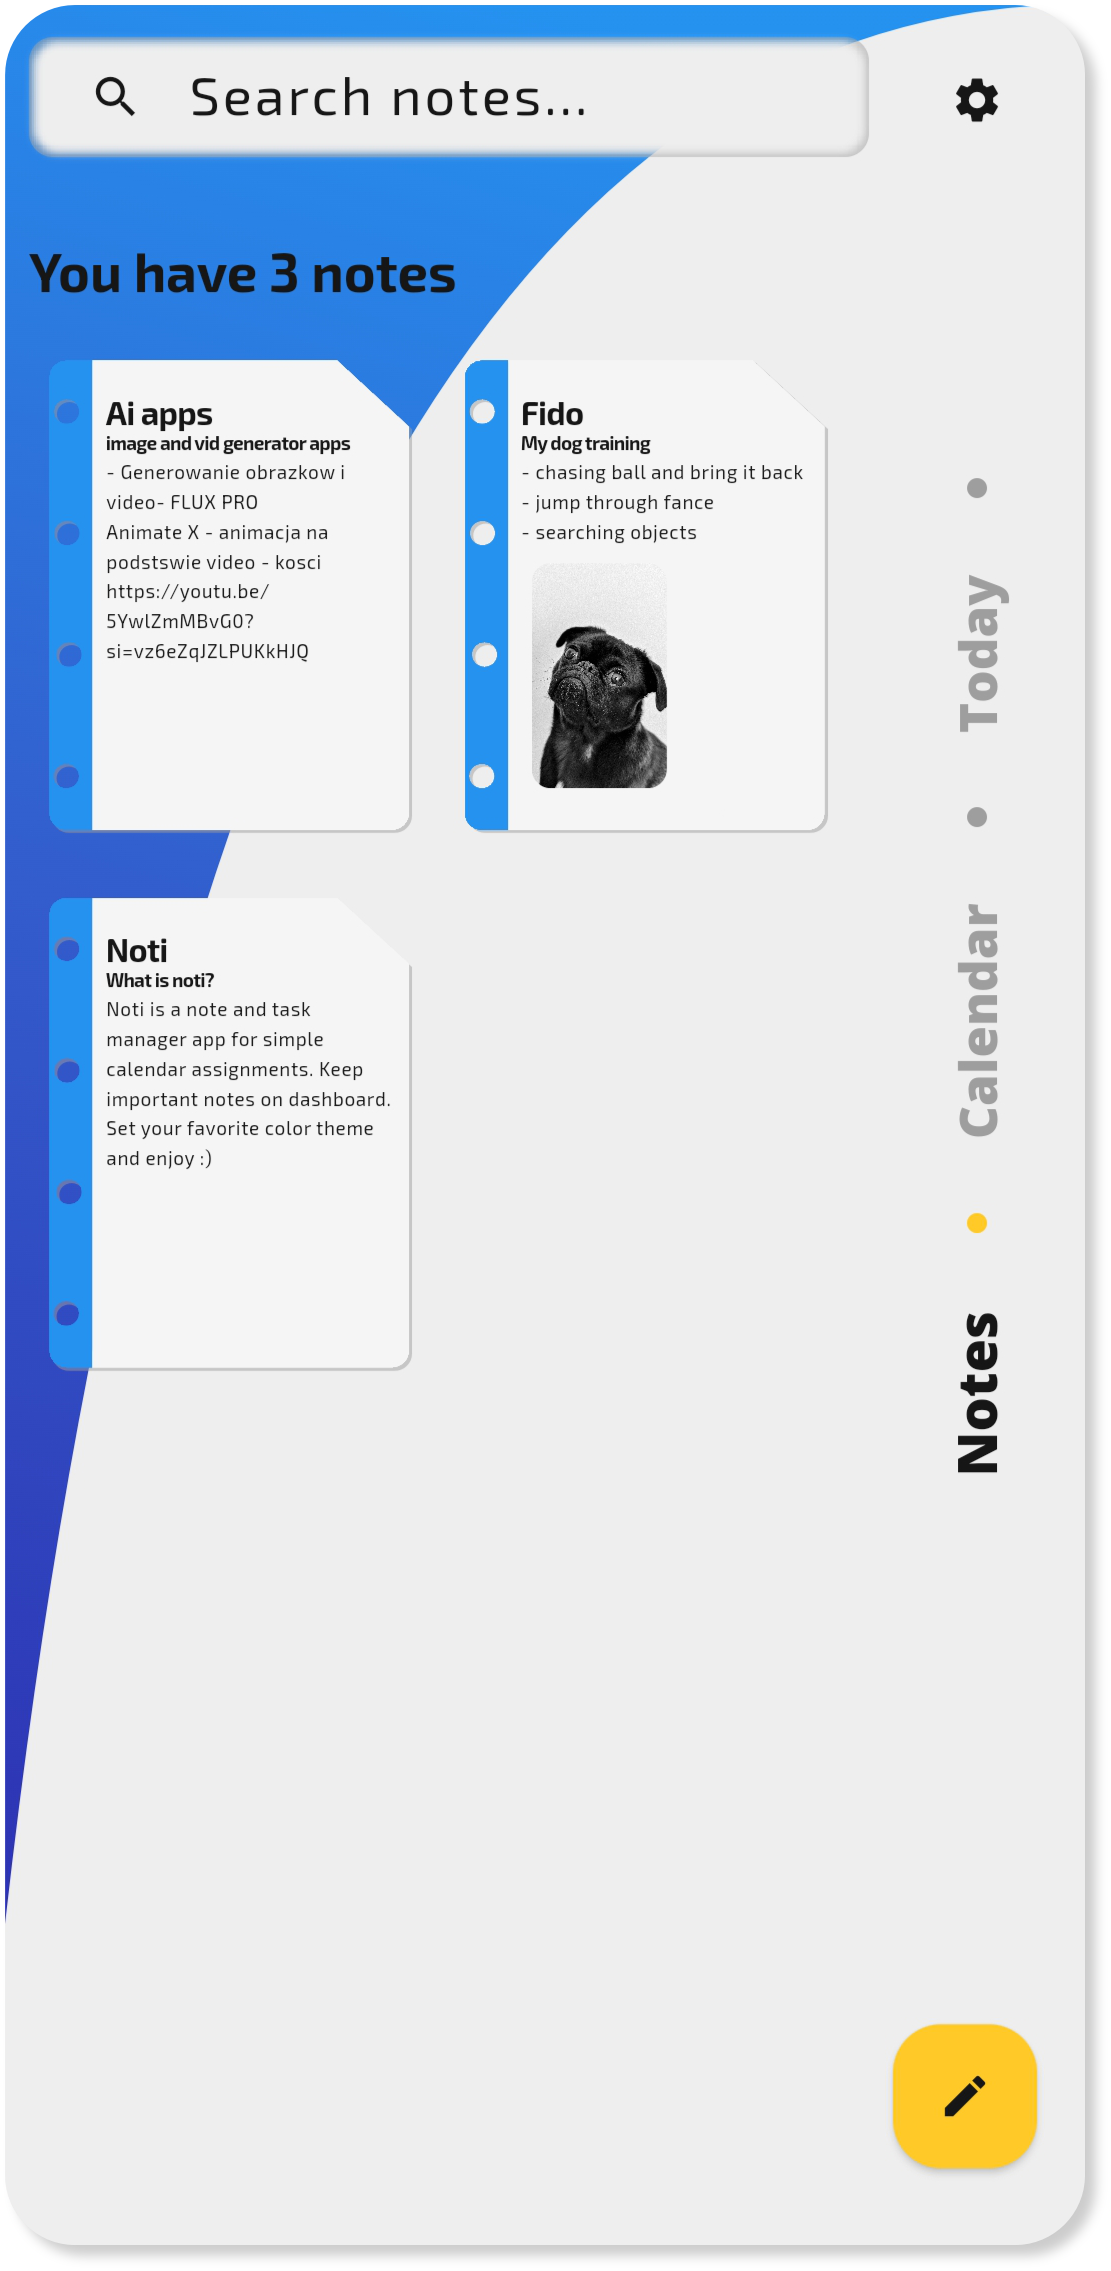 Search notes...
You have 3 notes
Ai apps
image and vid generator apps
- Generowanie obrazkow i
video- FLUX PRO
Animate X - animacja na
podstswie video - kosci
https://youtu.be/
5YwlZmMBvG0?
si=vz6eZqJZLPUKkHJQ
Fido
My dog training
- chasing ball and bring it back
- jump through fance
- searching objects
Noti
What is noti?
Noti is a note and task
manager app for simple
calendar assignments. Keep
important notes on dashboard.
Set your favorite color theme
and enjoy :)
Today
Calendar
Notes